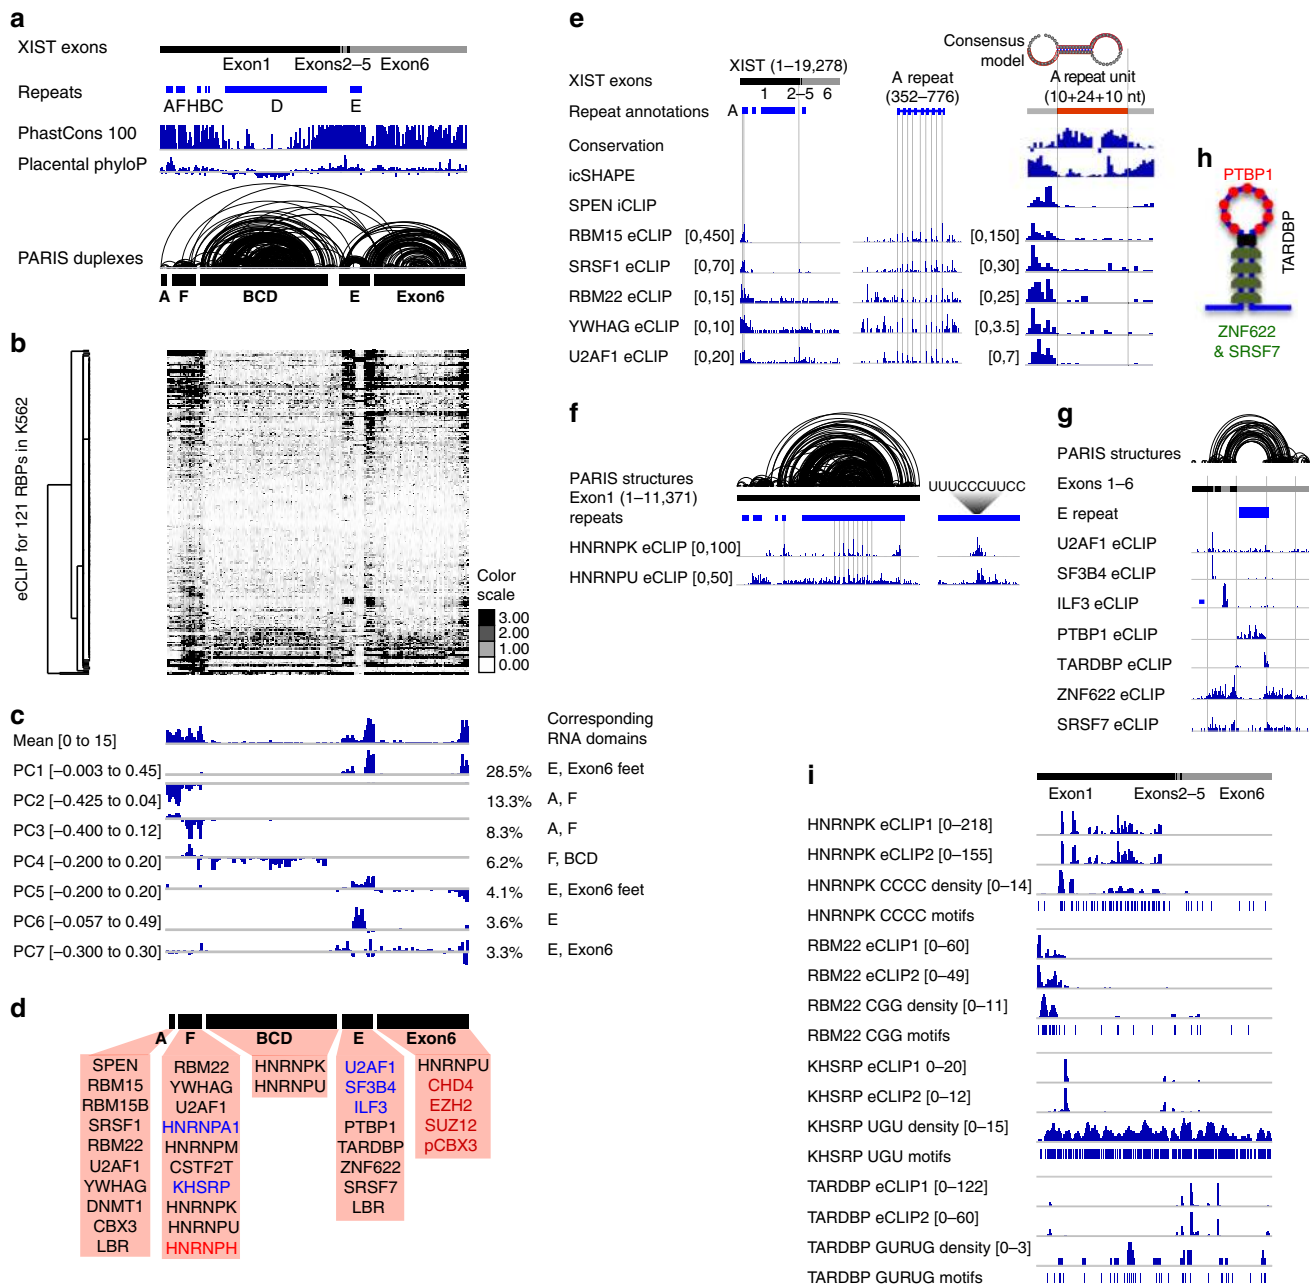 a
XIST exons
Exon1 Exons2–5 Exon6
Repeats
AFHBC D E
PhastCons 100
Placental phyloP
PARIS duplexes
A F BCD E Exon6
b
eCLIP for 121 RBPs in K562
Color
scale
3.00
2.00
1.00
0.00
c
Corresponding
RNA domains
Mean [0 to 15]
PC1 [−0.003 to 0.45] 28.5% E, Exon6 feet
PC2 [−0.425 to 0.04] 13.3% A, F
PC3 [−0.400 to 0.12] 8.3% A, F
PC4 [−0.200 to 0.20] 6.2% F, BCD
PC5 [−0.200 to 0.20] 4.1% E, Exon6 feet
PC6 [−0.057 to 0.49] 3.6% E
PC7 [−0.300 to 0.30] 3.3% E, Exon6
d
A F BCD E Exon6
SPEN
RBM15
RBM15B
SRSF1
RBM22
U2AF1
YWHAG
DNMT1
CBX3
LBR
RBM22
YWHAG
U2AF1
HNRNPA1
HNRNPM
CSTF2T
KHSRP
HNRNPK
HNRNPU
HNRNPH
HNRNPK
HNRNPU
U2AF1
SF3B4
ILF3
PTBP1
TARDBP
ZNF622
SRSF7
LBR
HNRNPU
CHD4
EZH2
SUZ12
pCBX3
e
Consensus
model
XIST (1–19,278)
A repeat
(352–776)
A repeat unit
(10+24+10 nt)
XIST exons
1 2–5 6
Repeat annotations A
Conservation
icSHAPE
SPEN iCLIP
RBM15 eCLIP [0,450] [0,150]
SRSF1 eCLIP [0,70] [0,30]
RBM22 eCLIP [0,15] [0,25]
YWHAG eCLIP [0,10] [0,3.5]
U2AF1 eCLIP [0,20] [0,7]
f
PARIS structures
Exon1 (1–11,371)
repeats
UUUCCCUUCC
HNRNPK eCLIP [0,100]
HNRNPU eCLIP [0,50]
g
PARIS structures
Exons 1–6
E repeat
U2AF1 eCLIP
SF3B4 eCLIP
ILF3 eCLIP
PTBP1 eCLIP
TARDBP eCLIP
ZNF622 eCLIP
SRSF7 eCLIP
h
PTBP1
TARDBP
ZNF622
& SRSF7
i
Exon1 Exons2–5 Exon6
HNRNPK eCLIP1 [0–218]
HNRNPK eCLIP2 [0–155]
HNRNPK CCCC density [0–14]
HNRNPK CCCC motifs
RBM22 eCLIP1 [0–60]
RBM22 eCLIP2 [0–49]
RBM22 CGG density [0–11]
RBM22 CGG motifs
KHSRP eCLIP1 0–20]
KHSRP eCLIP2 [0–12]
KHSRP UGU density [0–15]
KHSRP UGU motifs
TARDBP eCLIP1 [0–122]
TARDBP eCLIP2 [0–60]
TARDBP GURUG density [0–3]
TARDBP GURUG motifs